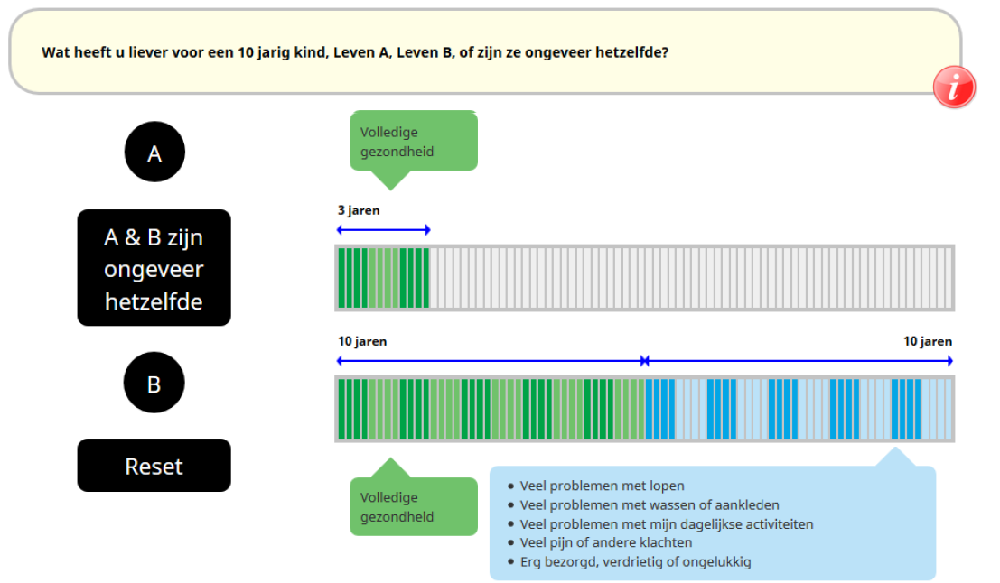 Wat heeft u liever voor een 10 jarig kind, Leven A, Leven B, of zijn ze ongeveer hetzelfde?
i
A
Volledige
gezondheid
3 jaren
A & B zijn
ongeveer
hetzelfde
10 jaren
10 jaren
B
Reset
Volledige
gezondheid
• Veel problemen met lopen
• Veel problemen met wassen of aankleden
• Veel problemen met mijn dagelijkse activiteiten
• Veel pijn of andere klachten
• Erg bezorgd, verdrietig of ongelukkig